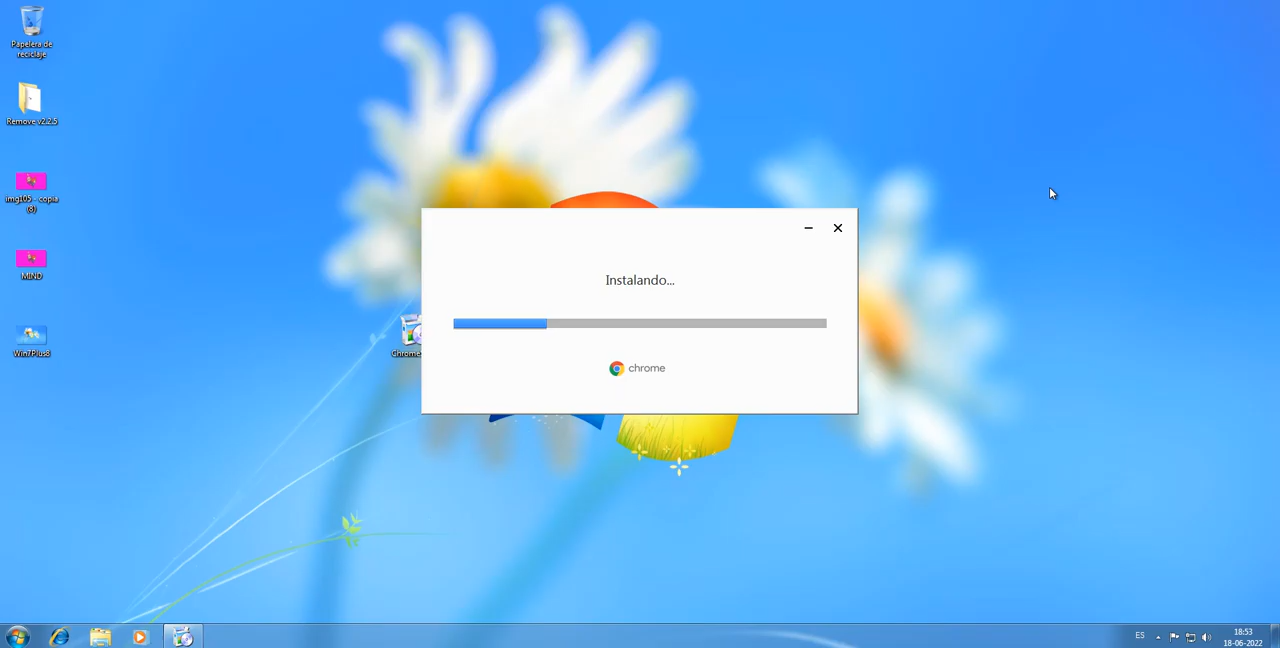 Papelera de
reciclaje
Remove v2.2.5
img105 - copia
(8)
MIND
Win7Plus8
Chrome
Instalando...
chrome
ES
18:53
18-06-2022